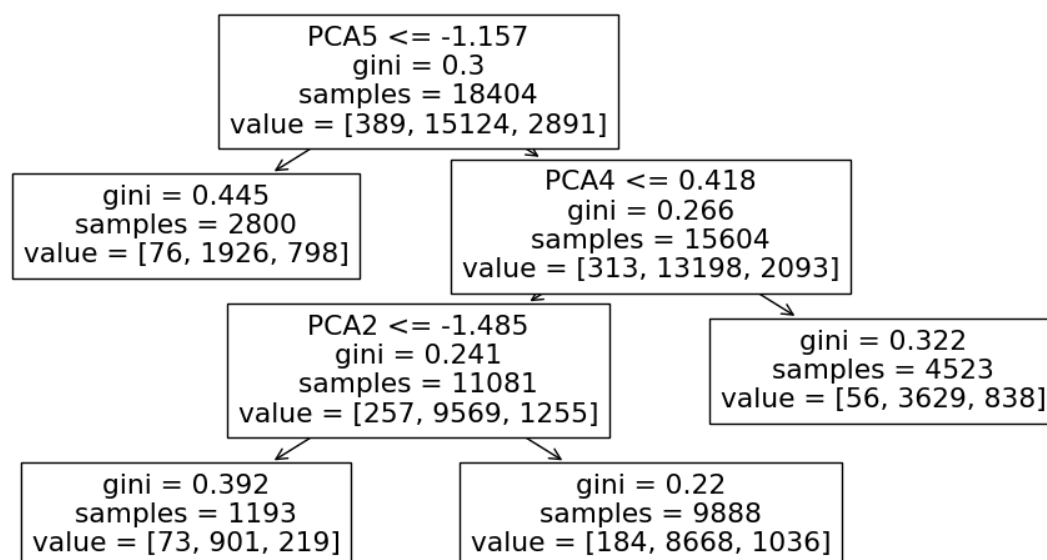 PCA5 <= -1.157
gini = 0.3
samples = 18404
value = [389, 15124, 2891]
gini = 0.445
samples = 2800
value = [76, 1926, 798]
PCA4 <= 0.418
gini = 0.266
samples = 15604
value = [313, 13198, 2093]
PCA2 <= -1.485
gini = 0.241
samples = 11081
value = [257, 9569, 1255]
gini = 0.322
samples = 4523
value = [56, 3629, 838]
gini = 0.392
samples = 1193
value = [73, 901, 219]
gini = 0.22
samples = 9888
value = [184, 8668, 1036]